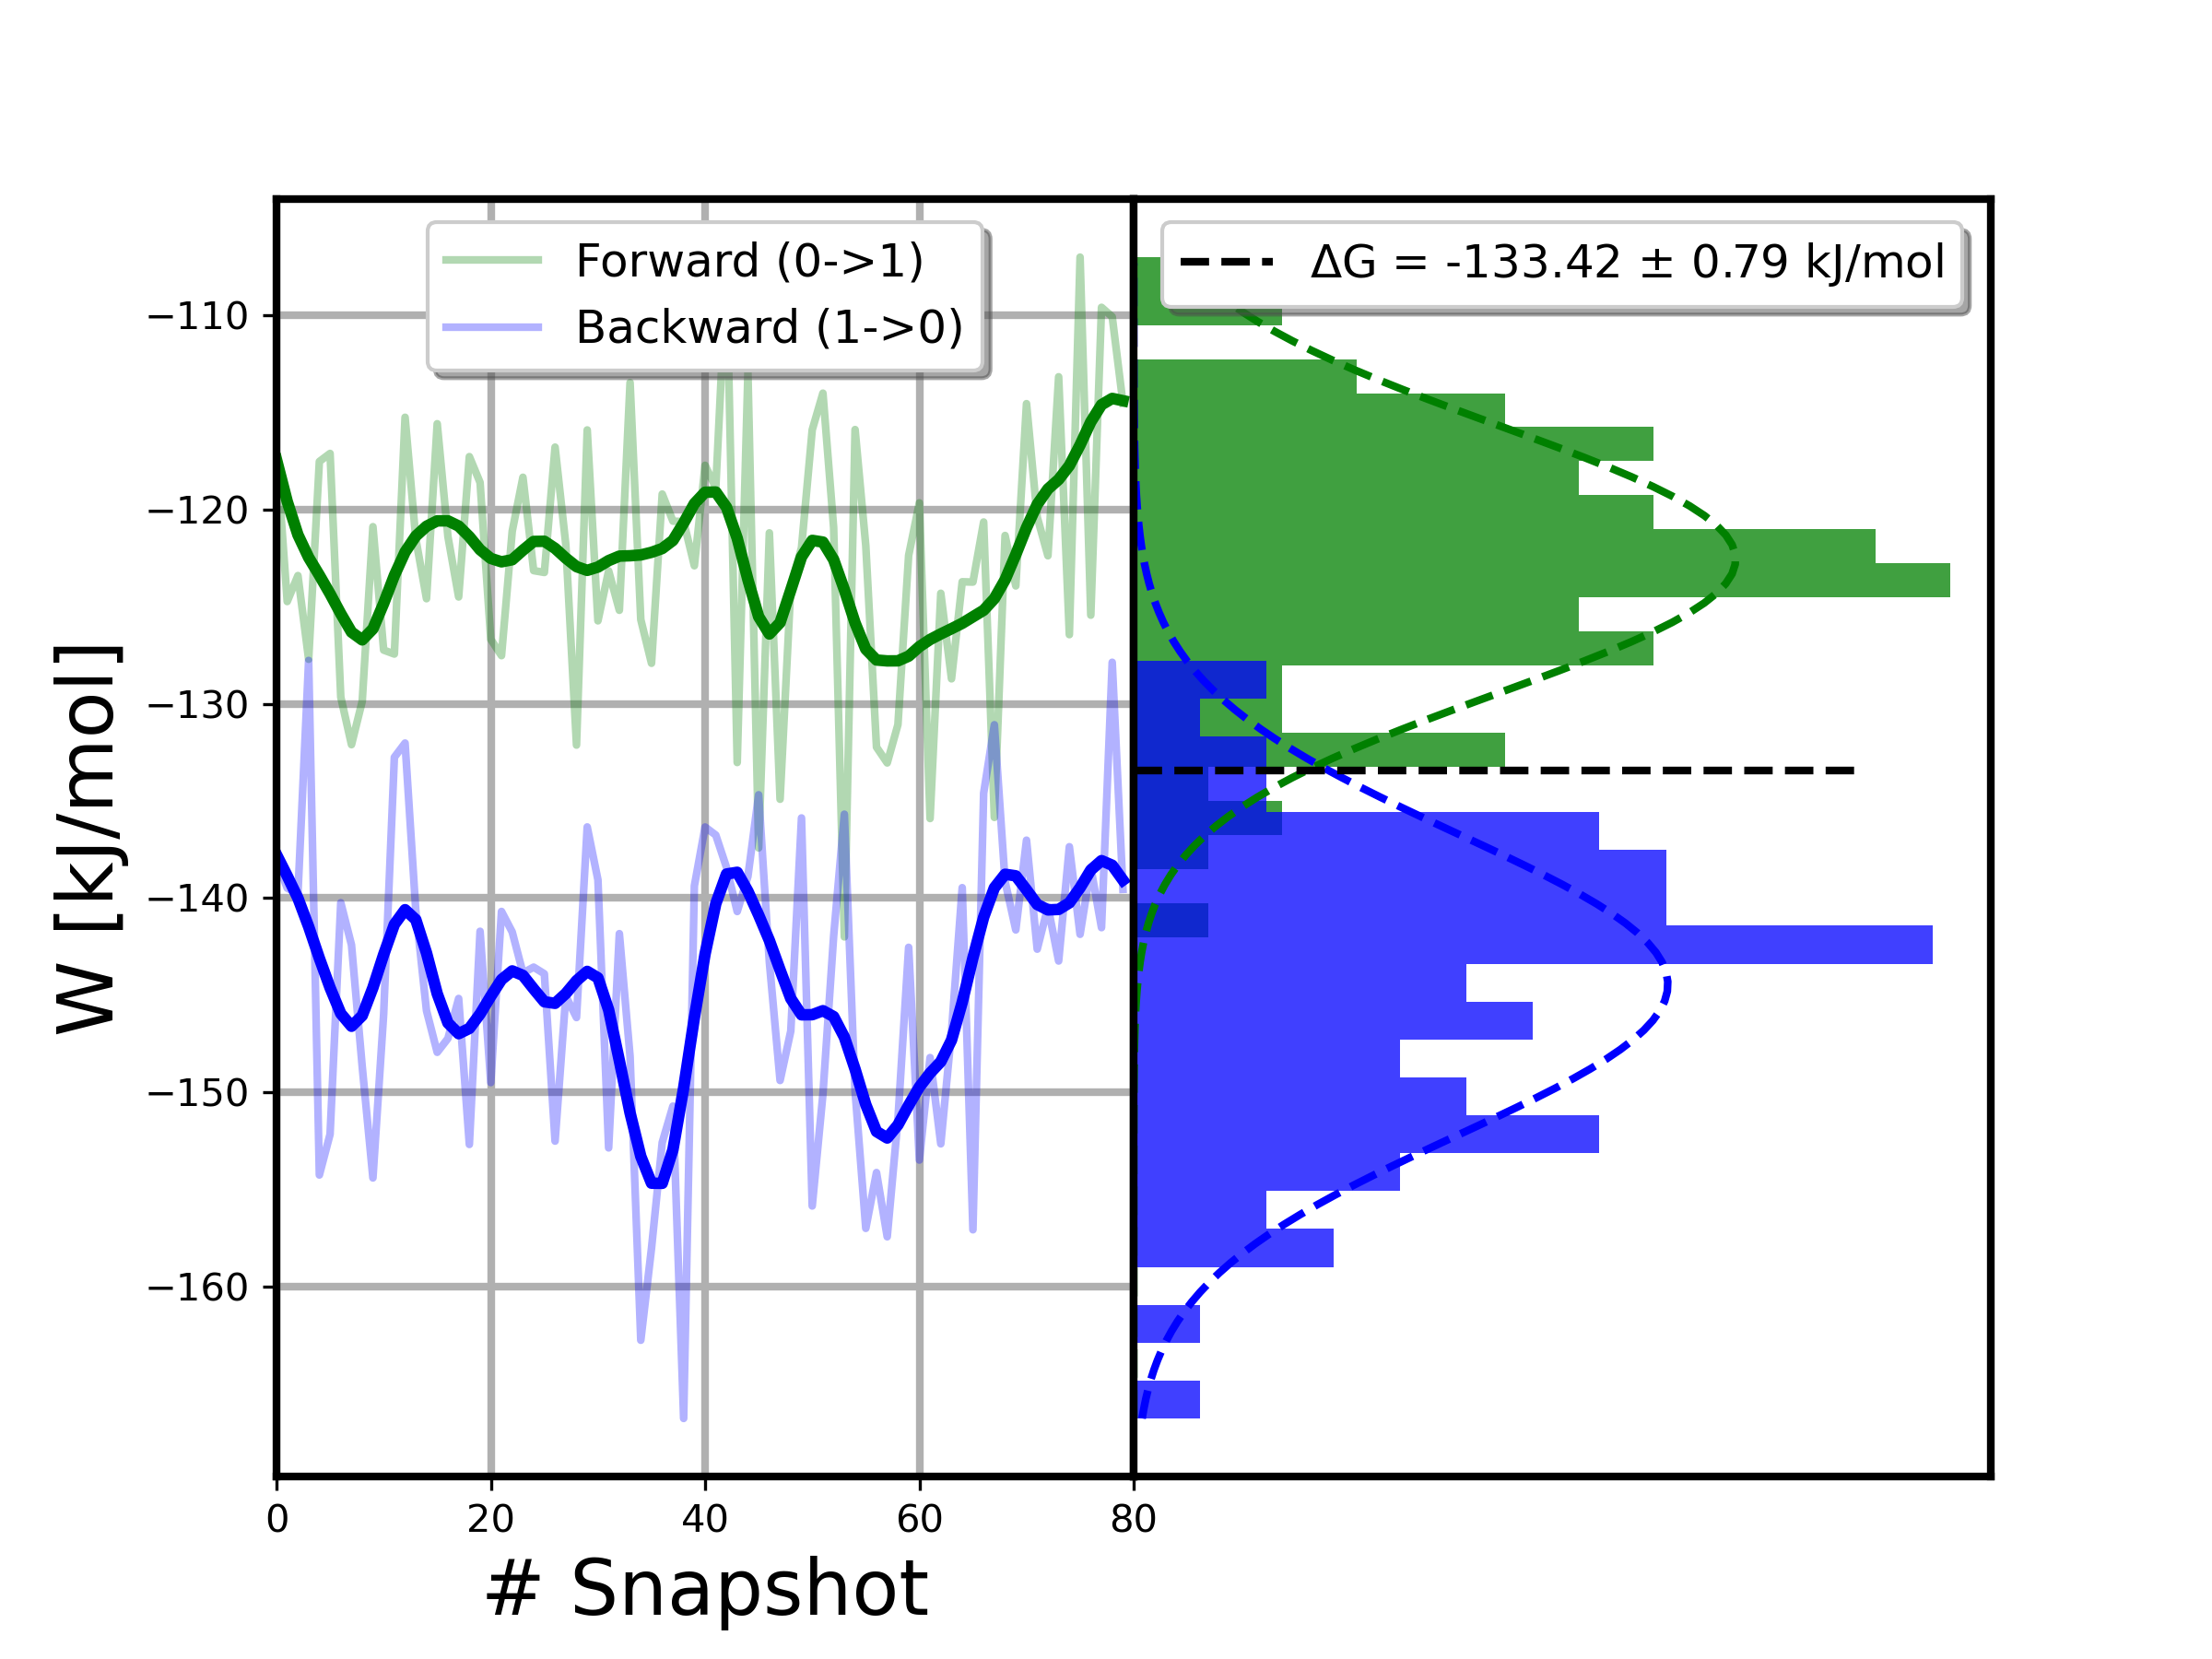 Forward (0->1)
Backward (1->0)
ΔG = -133.42 ± 0.79 kJ/mol
W [kJ/mol]
−110
−120
−130
−140
−150
−160
0 20 40 60 80
# Snapshot